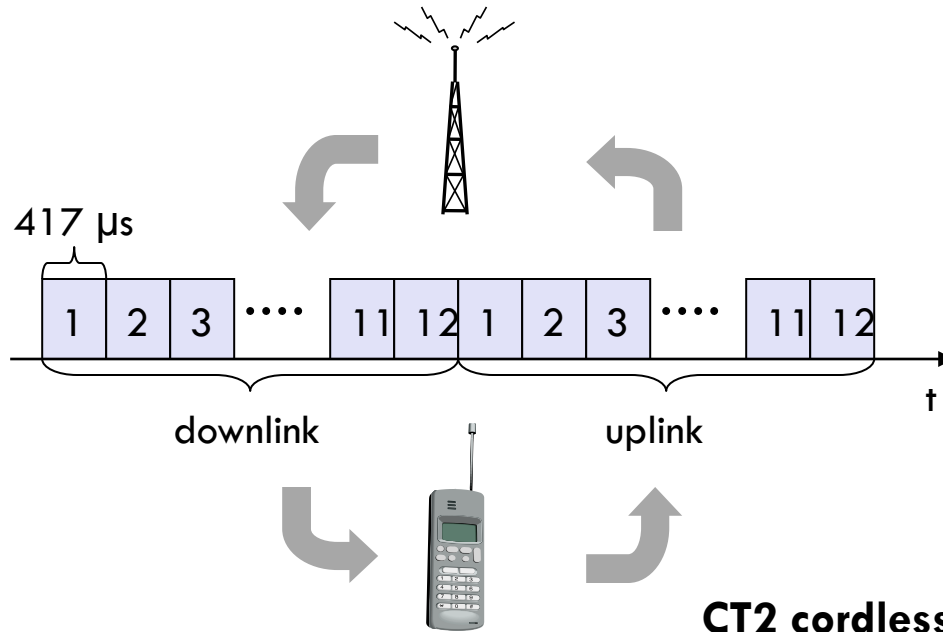 417 µs
1 2 3 •••• 11 12 1 2 3 •••• 11 12
t
downlink uplink
CT2 cordless